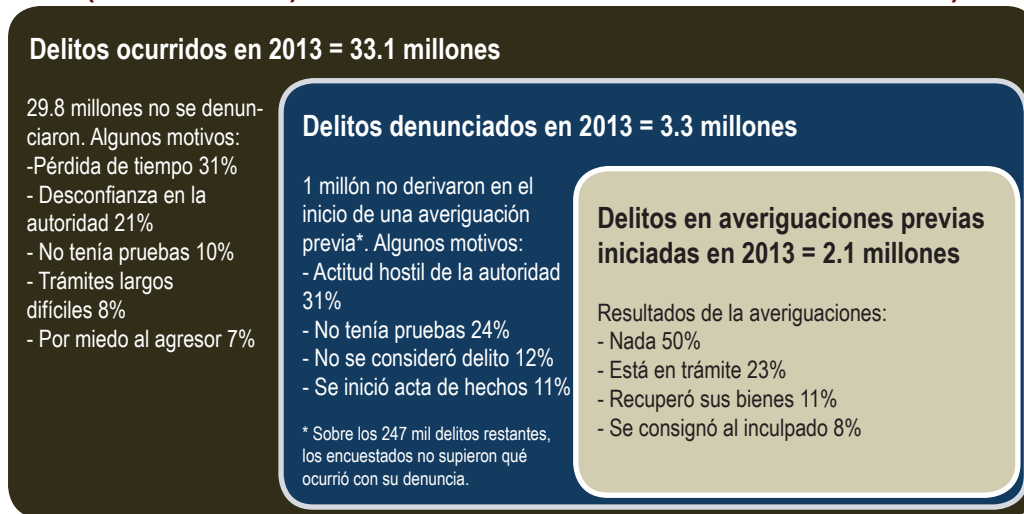 Delitos ocurridos en 2013 = 33.1 millones
29.8 millones no se denun-
ciaron. Algunos motivos:
-Pérdida de tiempo 31%
- Desconfianza en la
autoridad 21%
- No tenía pruebas 10%
- Trámites largos
difíciles 8%
- Por miedo al agresor 7%
Delitos denunciados en 2013 = 3.3 millones
1 millón no derivaron en el
inicio de una averiguación
previa*. Algunos motivos:
- Actitud hostil de la autoridad
31%
- No tenía pruebas 24%
- No se consideró delito 12%
- Se inició acta de hechos 11%
* Sobre los 247 mil delitos restantes,
los encuestados no supieron qué
ocurrió con su denuncia.
Delitos en averiguaciones previas
iniciadas en 2013 = 2.1 millones
Resultados de la averiguaciones:
- Nada 50%
- Está en trámite 23%
- Recuperó sus bienes 11%
- Se consignó al inculpado 8%